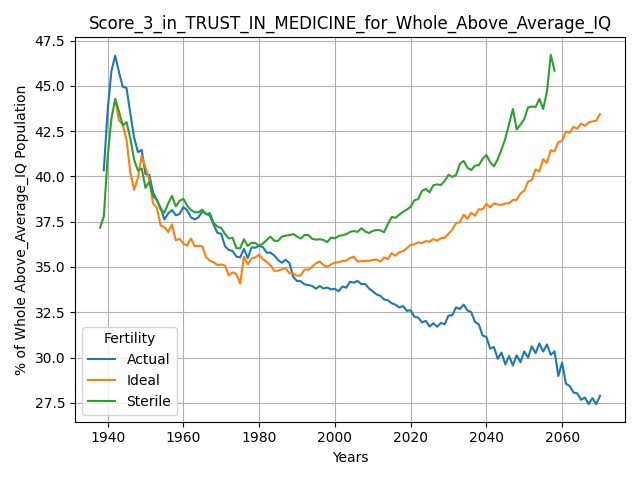 Score_3_in_TRUST_IN_MEDICINE_for_Whole_Above_Average_IQ
% of Whole Above_Average_IQ Population
47.5
45.0
42.5
40.0
37.5
35.0
32.5
30.0
27.5
Fertility
Actual
Ideal
Sterile
1940
1960
1980
2000
2020
2040
2060
Years